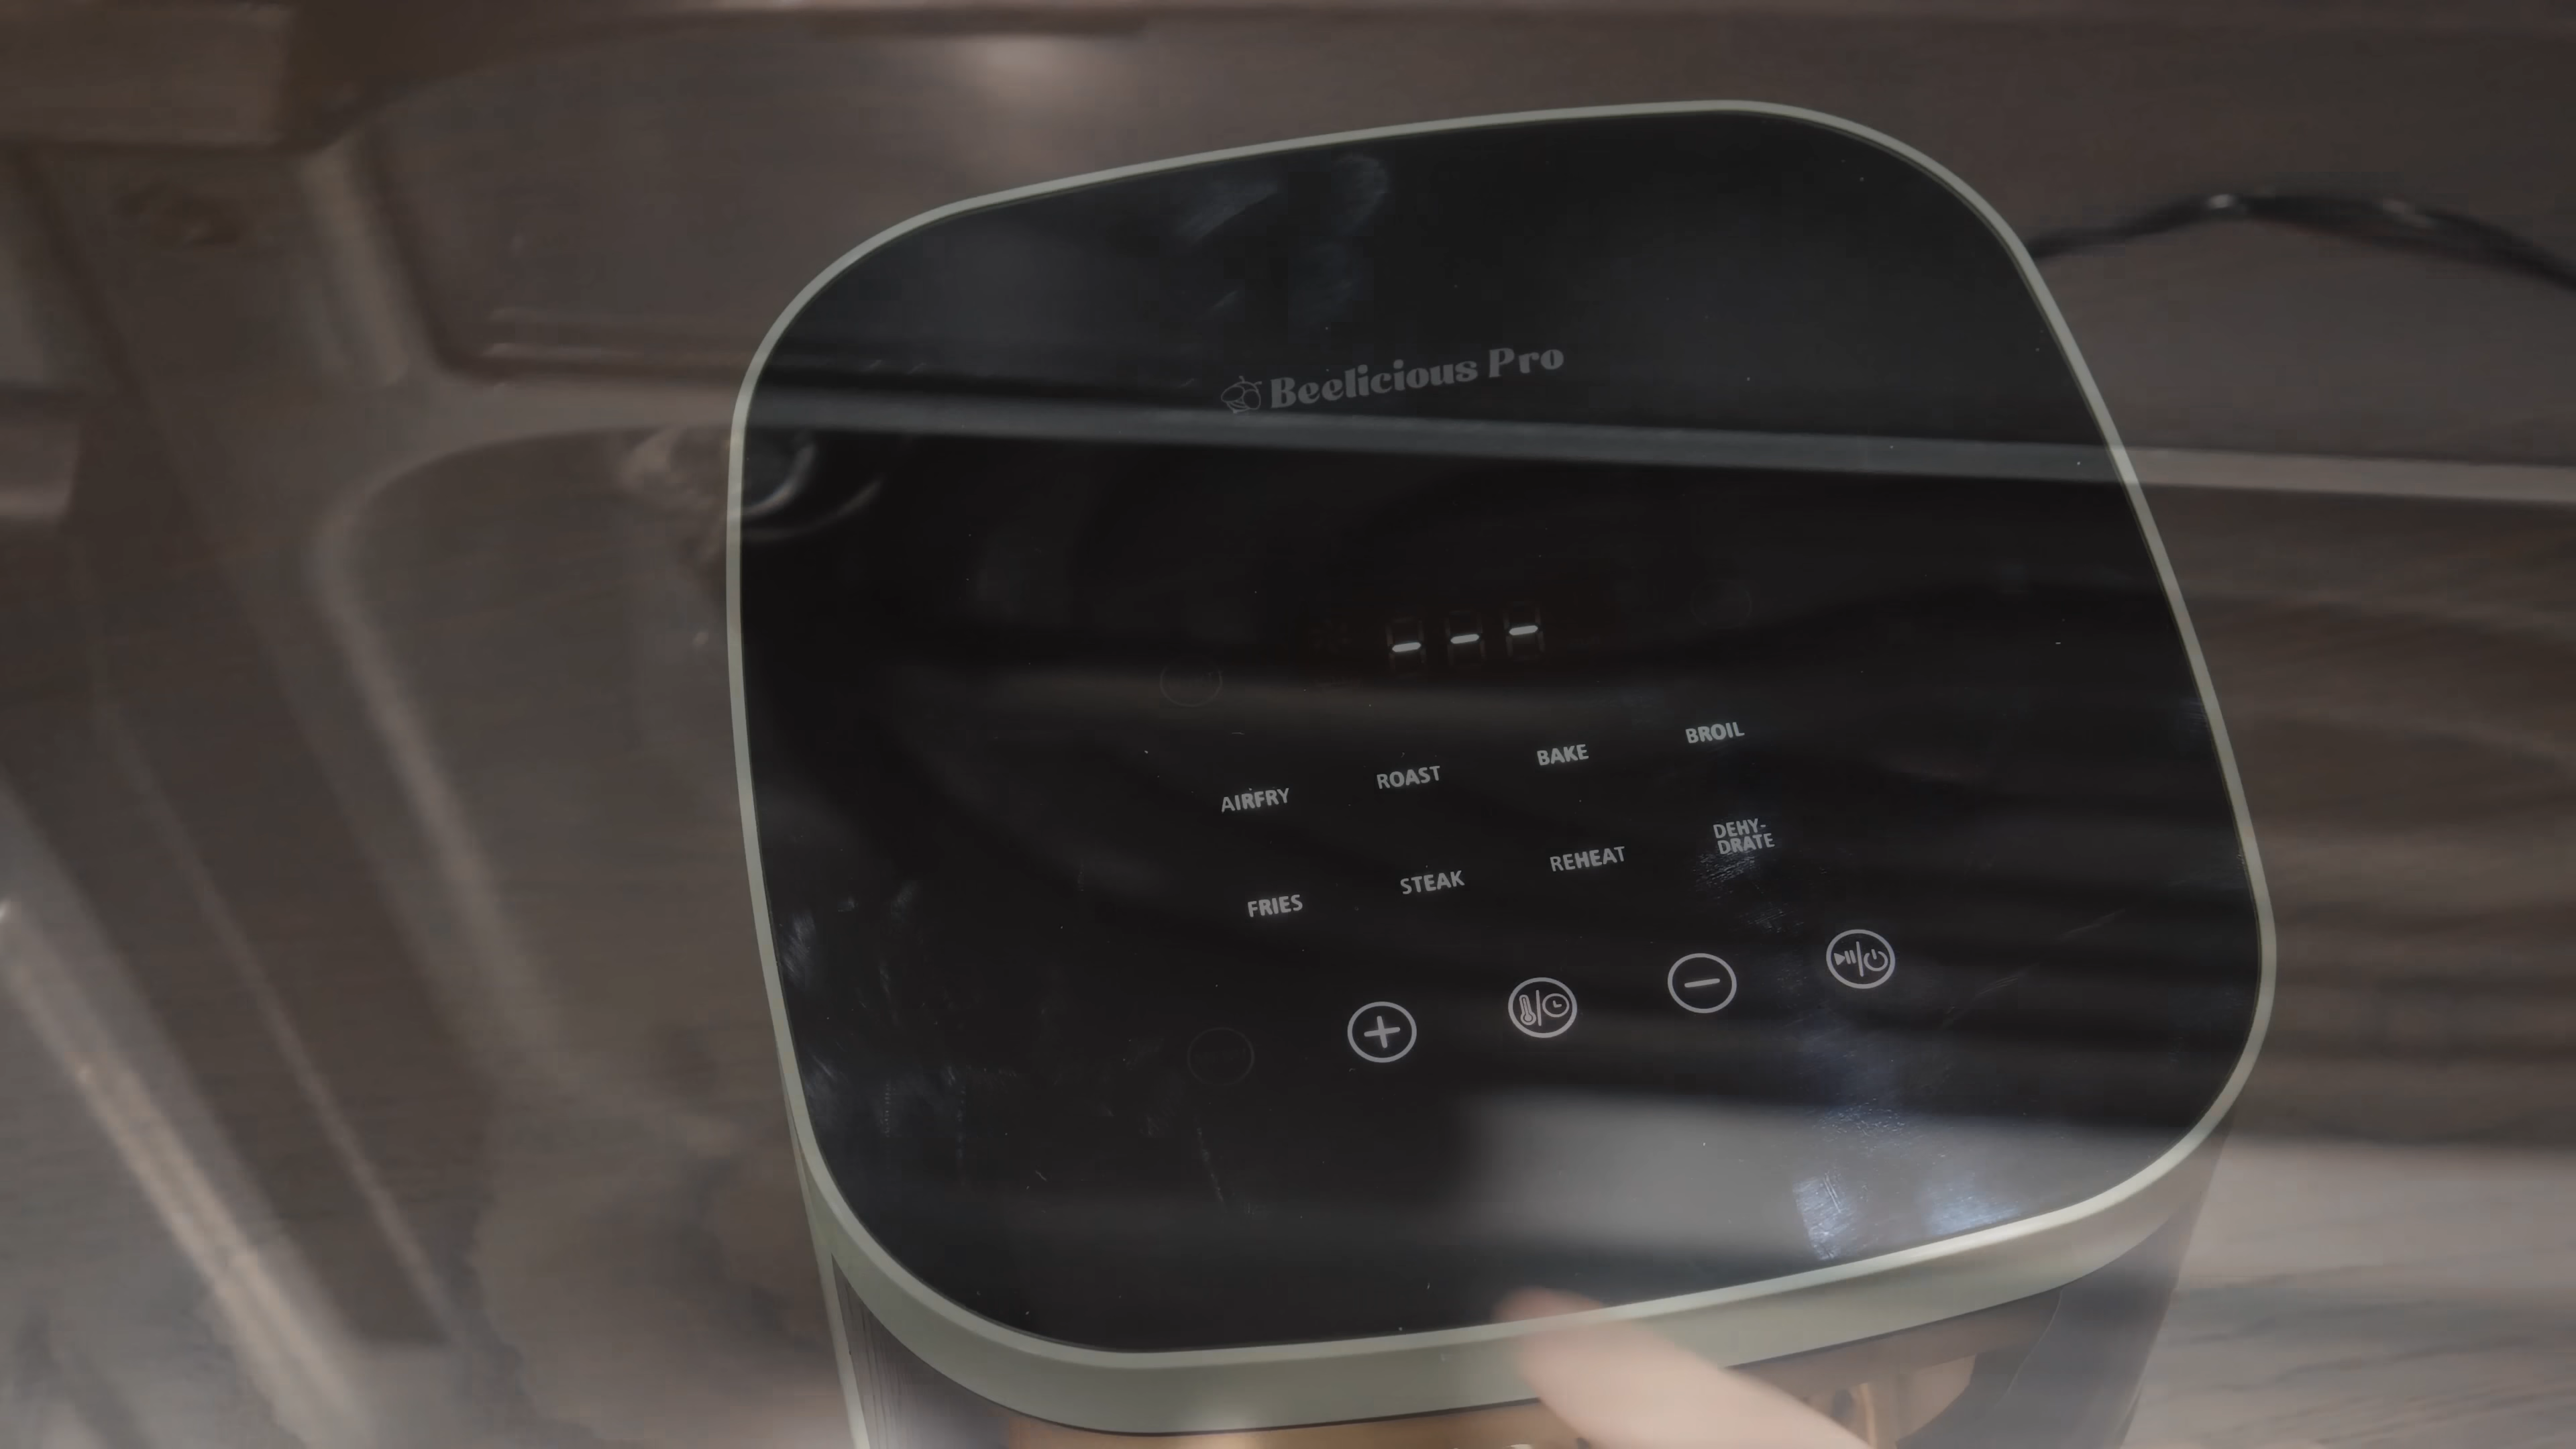 Beelicious Pro
---
AIRFRY ROAST BAKE BROIL
FRIES STEAK REHEAT DEHY-
DRATE